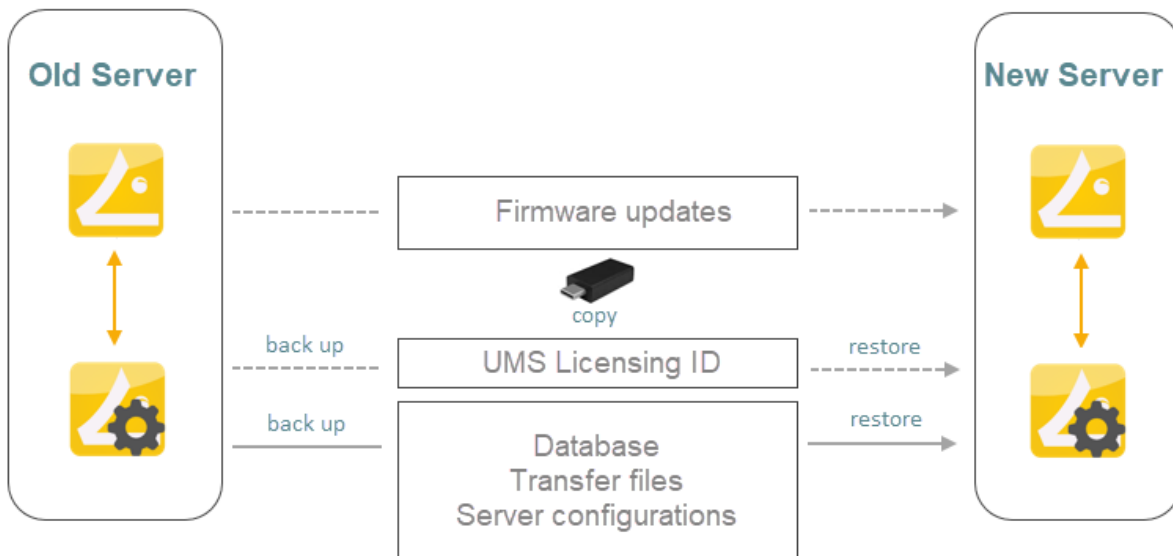 Old Server
New Server
Firmware updates
copy
back up
UMS Licensing ID
restore
back up
restore
Database
Transfer files
Server configurations